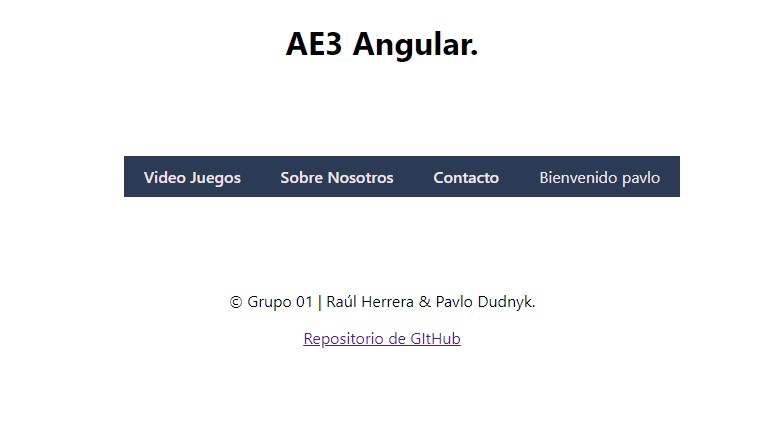 AE3 Angular.
Video Juegos Sobre Nosotros Contacto Bienvenido pavlo
© Grupo 01 | Raúl Herrera & Pavlo Dudnyk.
Repositorio de GItHub